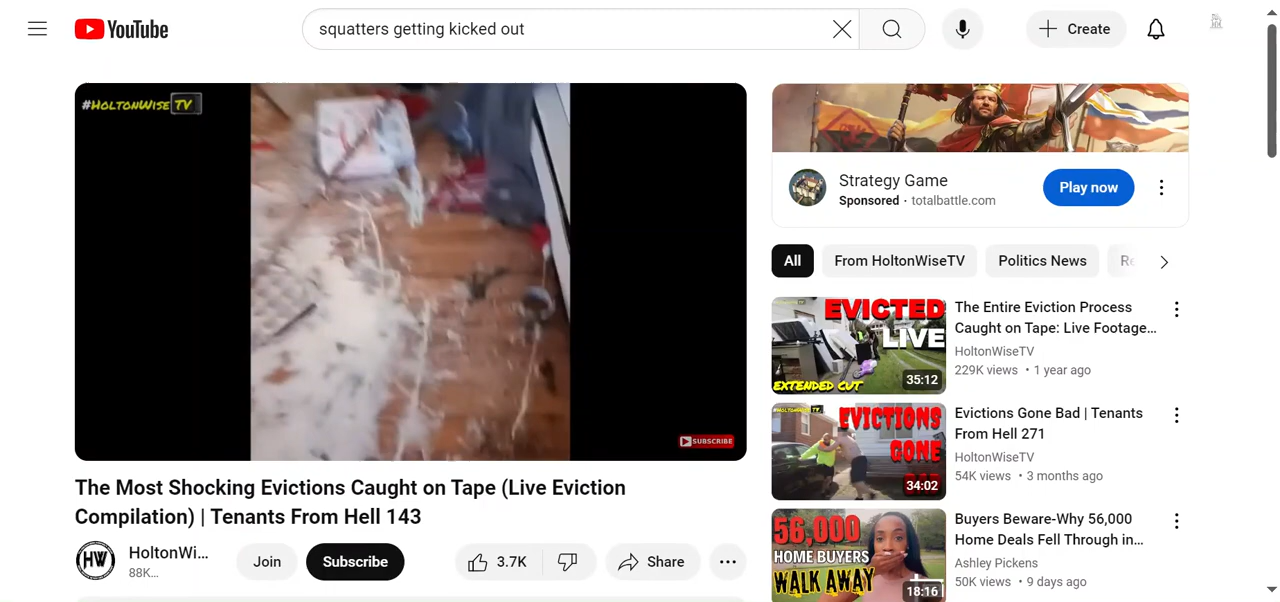 YouTube
squatters getting kicked out
Create
#HOLTONWISE TV
SUBSCRIBE
The Most Shocking Evictions Caught on Tape (Live Eviction
Compilation) | Tenants From Hell 143
HW
HoltonWi...
88K...
Join
Subscribe
3.7K
Share
Strategy Game
Sponsored · totalbattle.com
Play now
All
From HoltonWiseTV
Politics News
Re
EVICTED
LIVE
EXTENDED CUT
35:12
The Entire Eviction Process
Caught on Tape: Live Footage...
HoltonWiseTV
229K views • 1 year ago
#HOLTONWISE TV
EVICTIONS
GONE
BAD
34:02
Evictions Gone Bad | Tenants
From Hell 271
HoltonWiseTV
54K views • 3 months ago
56,000
HOME BUYERS
WALK AWAY
18:16
Buyers Beware-Why 56,000
Home Deals Fell Through in...
Ashley Pickens
50K views • 9 days ago